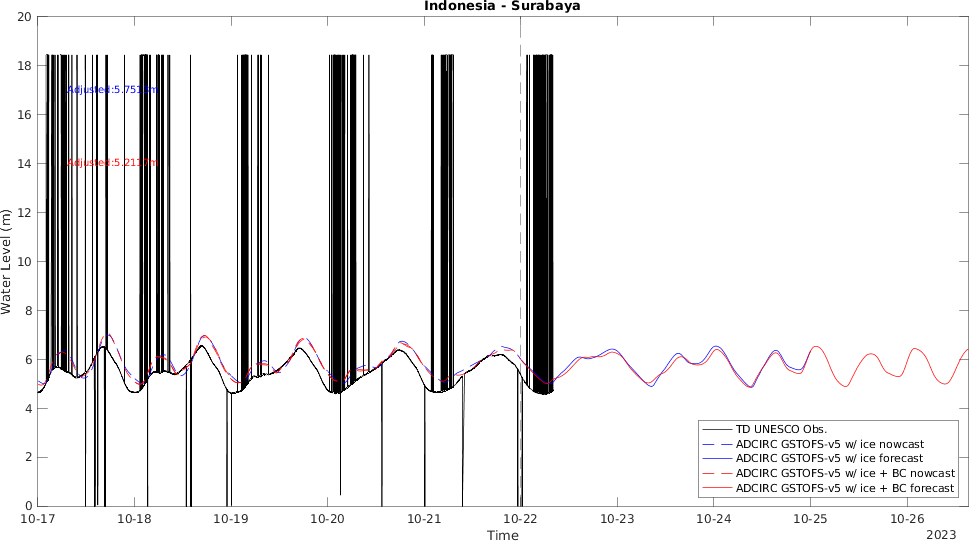 Indonesia - Surabaya
20
18
16
14
12
10
8
6
4
2
0
Water Level (m)
Adjusted:5.751
Adjusted:5.211
TD UNESCO Obs.
ADCIRC GSTOFS-v5 w/ ice nowcast
ADCIRC GSTOFS-v5 w/ ice forecast
ADCIRC GSTOFS-v5 w/ ice + BC nowcast
ADCIRC GSTOFS-v5 w/ ice + BC forecast
10-17 10-18 10-19 10-20 10-21 10-22 10-23 10-24 10-25 10-26
Time
2023